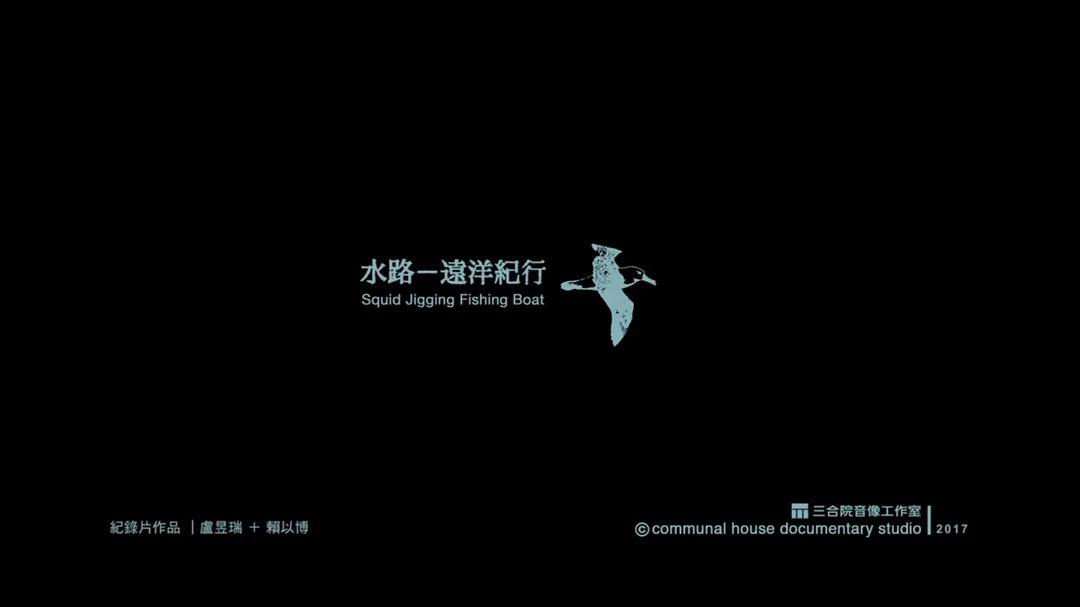 水路－遠洋紀行
Squid Jigging Fishing Boat
紀錄片作品 | 盧昱瑞 + 賴以博
三合院音像工作室
©communal house documentary studio | 2017